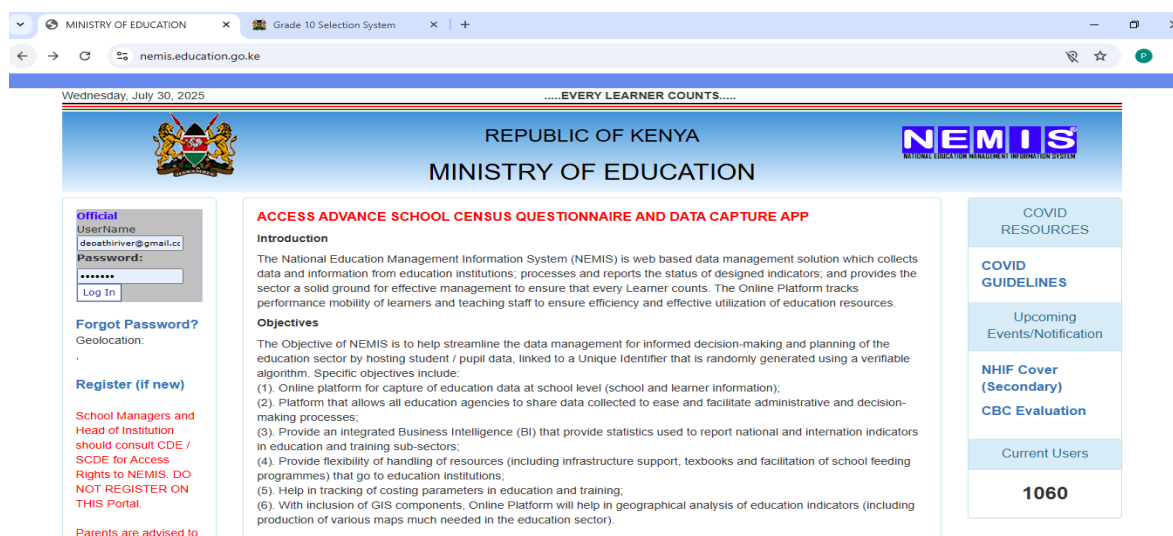 MINISTRY OF EDUCATION
Grade 10 Selection System
nemis.education.go.ke
P
Wednesday, July 30, 2025
.....EVERY LEARNER COUNTS.....
HARAMBEE
REPUBLIC OF KENYA
MINISTRY OF EDUCATION
NEMIS
NATIONAL EDUCATION MANAGEMENT INFORMATION SYSTEM
Official
UserName
deoathiriver@gmail.cc
Password:
•••••••
Log In
Forgot Password?
Geolocation:
,
Register (if new)
School Managers and
Head of Institution
should consult CDE /
SCDE for Access
Rights to NEMIS. DO
NOT REGISTER ON
THIS Portal.
Parents are advised to
ACCESS ADVANCE SCHOOL CENSUS QUESTIONNAIRE AND DATA CAPTURE APP
Introduction
The National Education Management Information System (NEMIS) is web based data management solution which collects
data and information from education institutions; processes and reports the status of designed indicators; and provides the
sector a solid ground for effective management to ensure that every Learner counts. The Online Platform tracks
performance mobility of learners and teaching staff to ensure efficiency and effective utilization of education resources.
Objectives
The Objective of NEMIS is to help streamline the data management for informed decision-making and planning of the
education sector by hosting student / pupil data, linked to a Unique Identifier that is randomly generated using a verifiable
algorithm. Specific objectives include:
(1). Online platform for capture of education data at school level (school and learner information);
(2). Platform that allows all education agencies to share data collected to ease and facilitate administrative and decision-
making processes;
(3). Provide an integrated Business Intelligence (BI) that provide statistics used to report national and internation indicators
in education and training sub-sectors;
(4). Provide flexibility of handling of resources (including infrastructure support, texbooks and facilitation of school feeding
programmes) that go to education institutions;
(5). Help in tracking of costing parameters in education and training;
(6). With inclusion of GIS components, Online Platform will help in geographical analysis of education indicators (including
production of various maps much needed in the education sector).
COVID
RESOURCES
COVID
GUIDELINES
Upcoming
Events/Notification
NHIF Cover
(Secondary)
CBC Evaluation
Current Users
1060